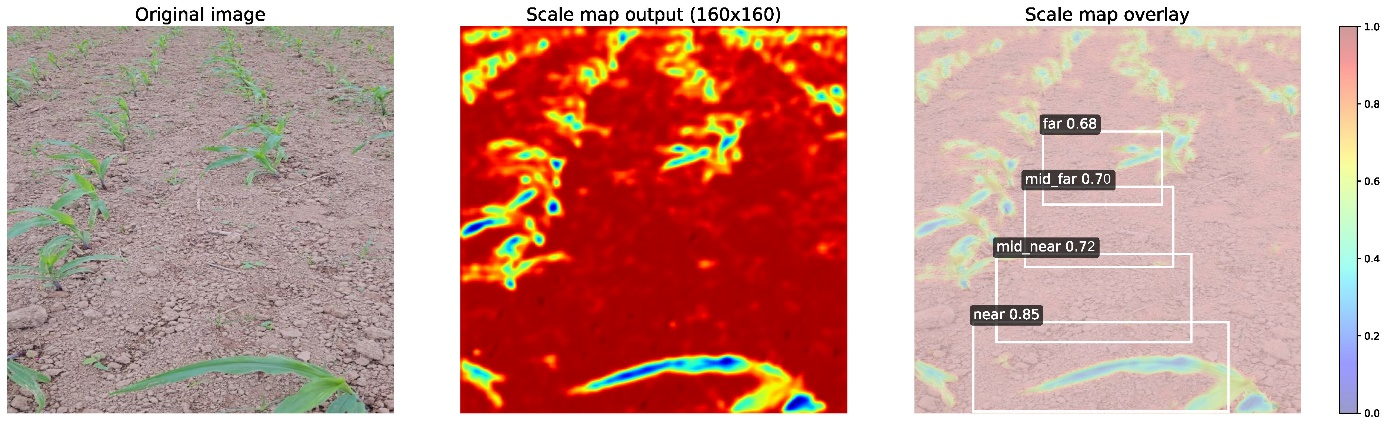 Original image
Scale map output (160x160)
Scale map overlay
far 0.68
mid_far 0.70
mid_near 0.72
near 0.85
1.0
0.8
0.6
0.4
0.2
0.0